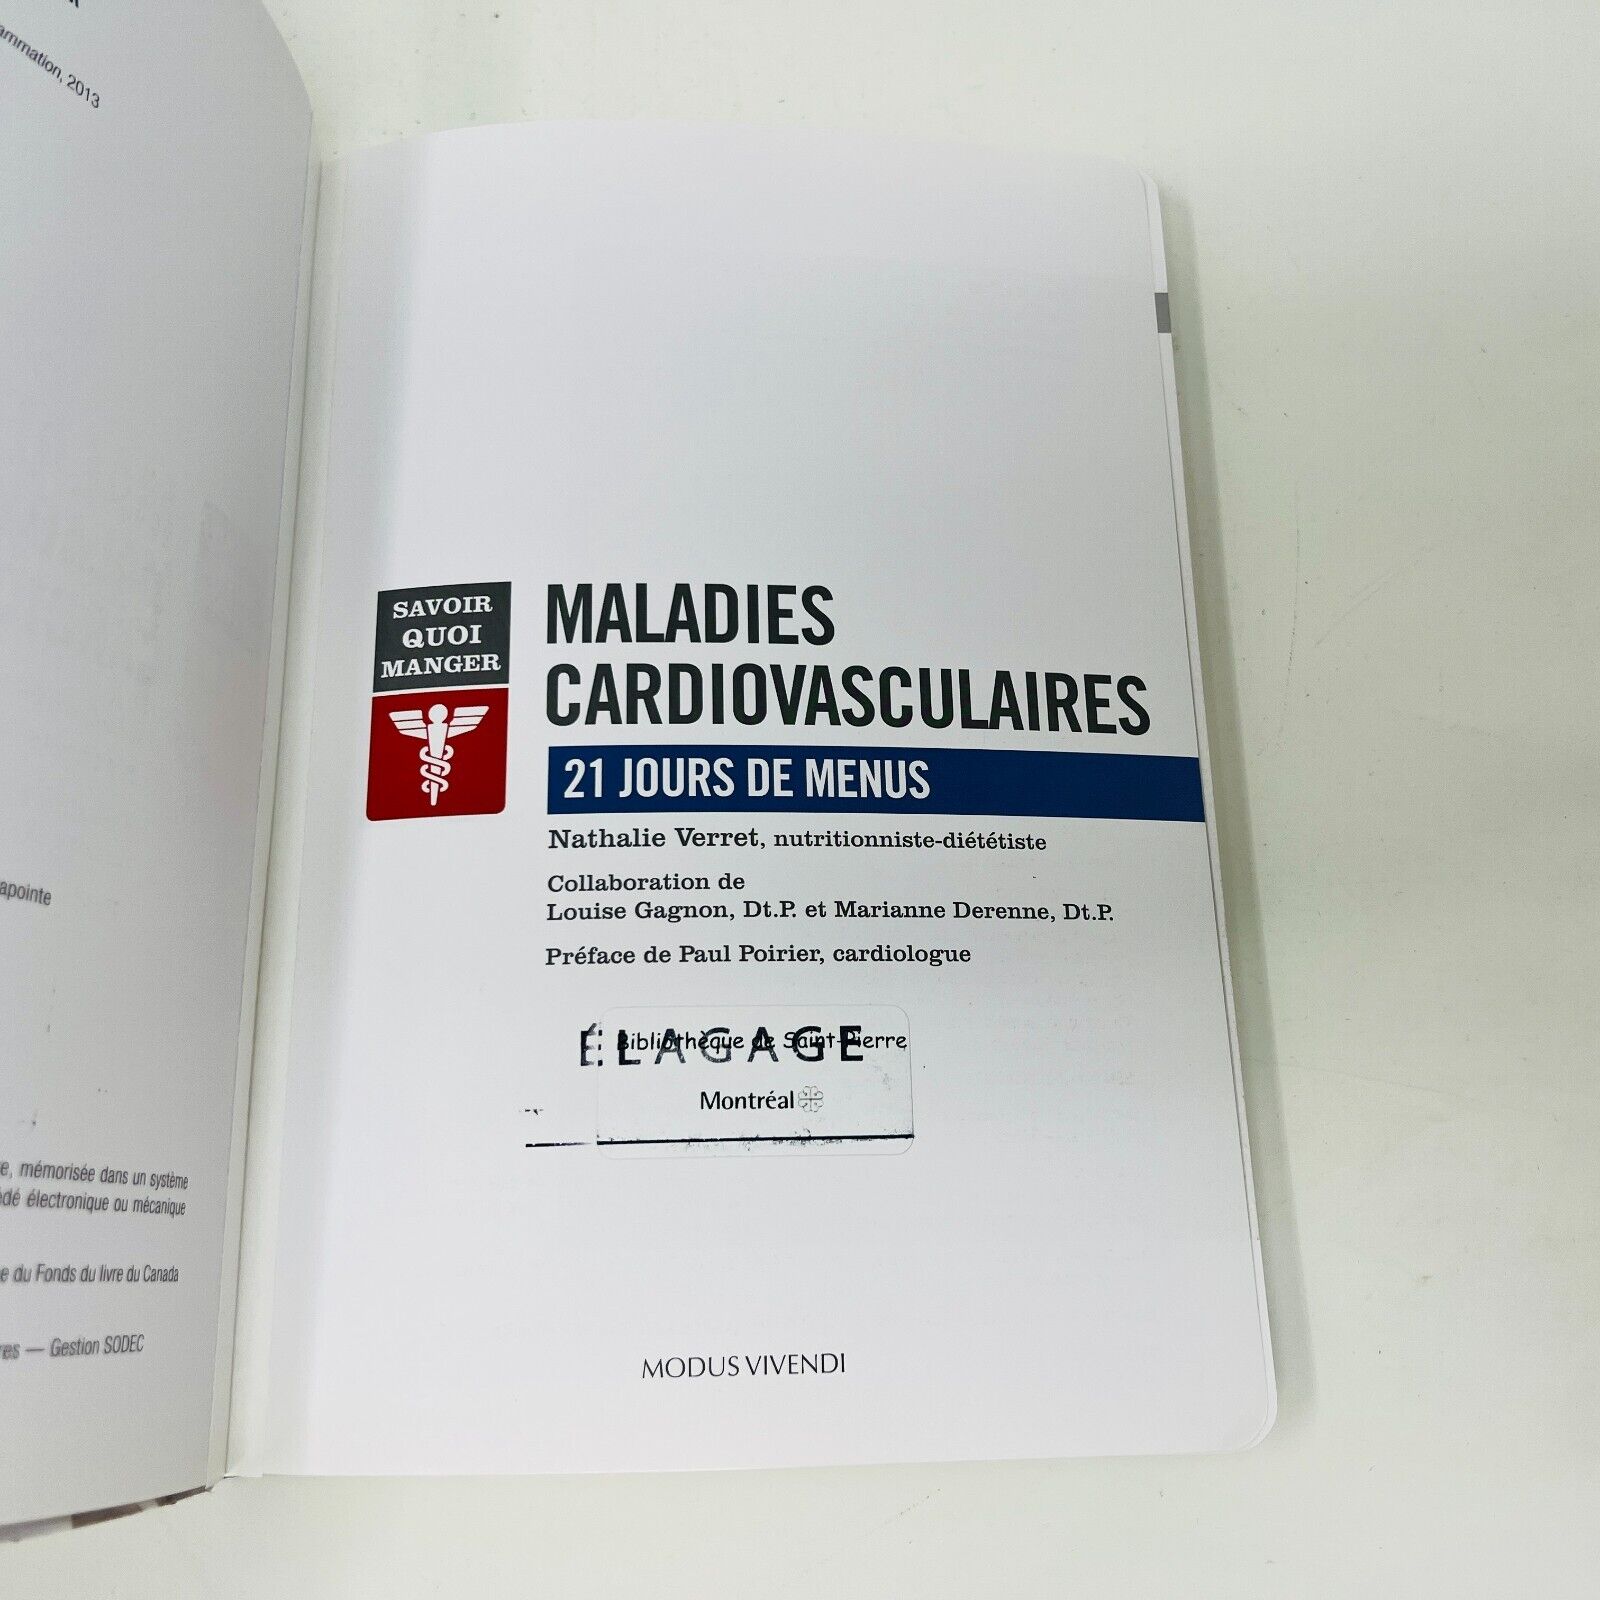 ammation, 2013
apointe
mémorisée dans un système
électronique ou mécanique
du Fonds du livre du Canada
— Gestion SODEC
SAVOIR
QUOI
MANGER
MALADIES
CARDIOVASCULAIRES
21 JOURS DE MENUS
Nathalie Verret, nutritionniste-diététiste
Collaboration de
Louise Gagnon, Dt.P. et Marianne Derenne, Dt.P.
Préface de Paul Poirier, cardiologue
ÉLAGAGE
Bibliothèque de Saint-Pierre
Montréal
MODUS VIVENDI